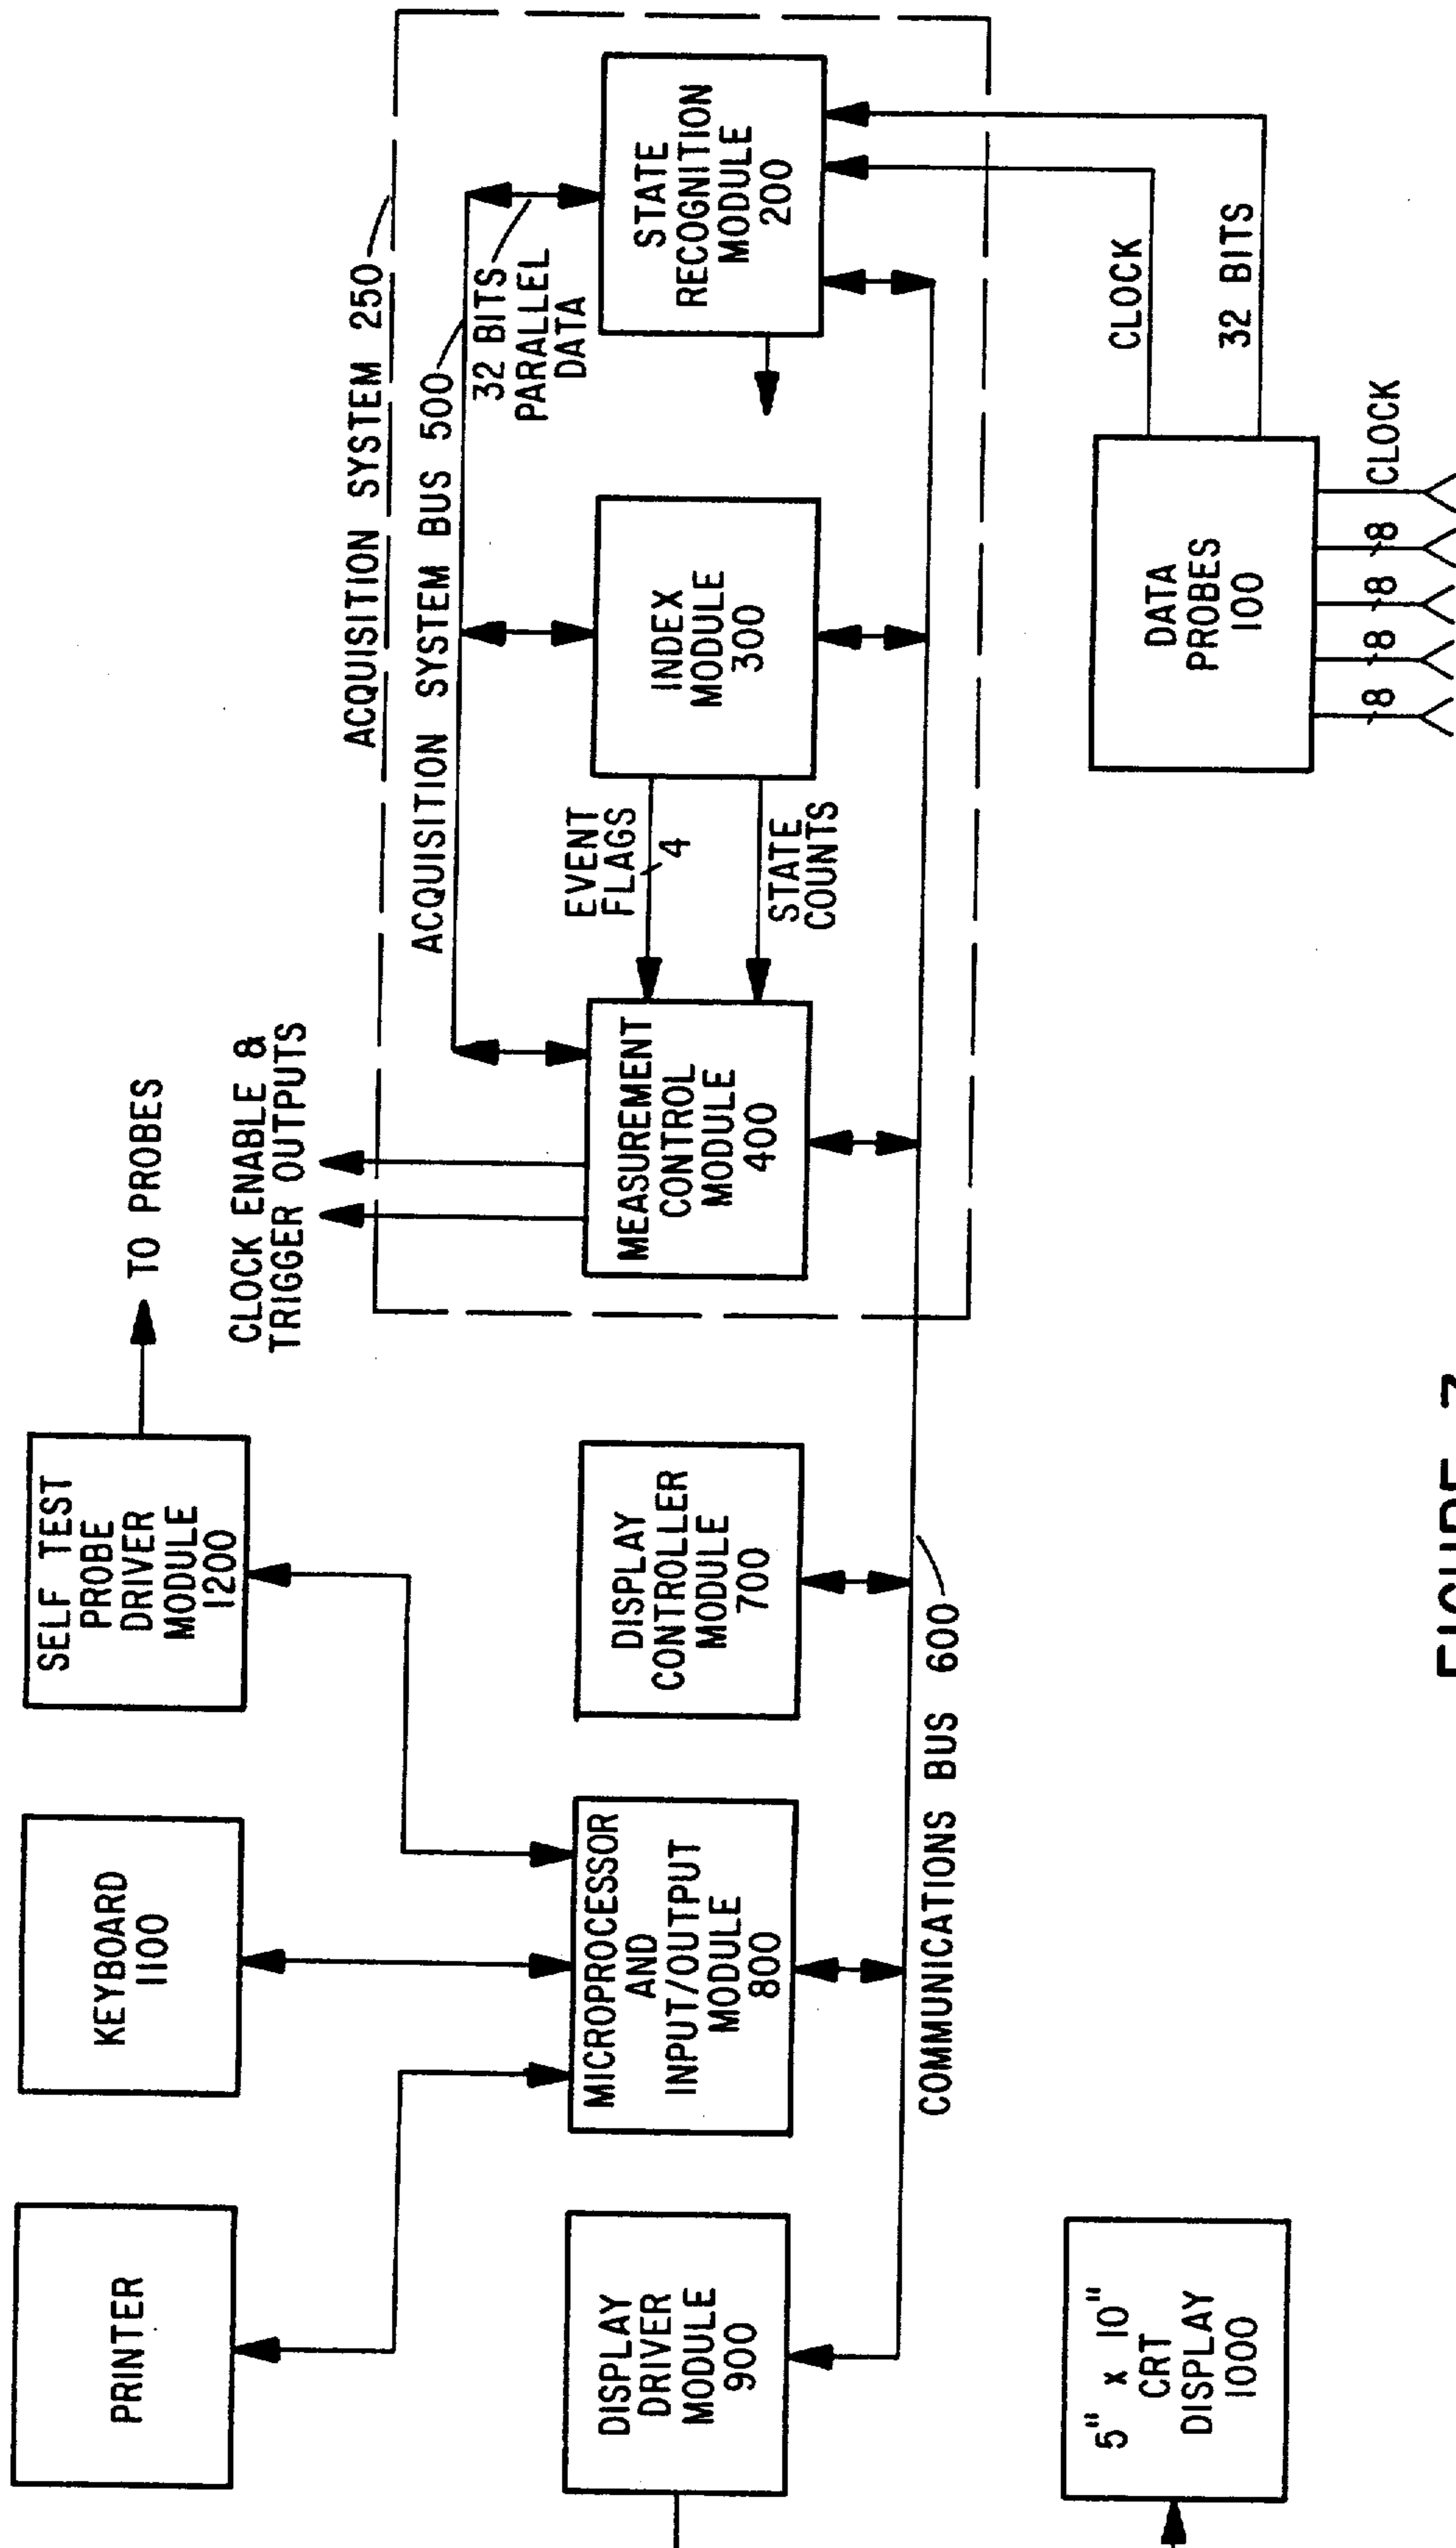 PRINTER
KEYBOARD
1100
SELF TEST
PROBE
DRIVER
MODULE
1200
TO PROBES
CLOCK ENABLE &
TRIGGER OUTPUTS
ACQUISITION SYSTEM 250
ACQUISITION SYSTEM BUS 500
32 BITS
PARALLEL
DATA
DISPLAY
DRIVER
MODULE
900
MICROPROCESSOR
AND
INPUT/OUTPUT
MODULE
800
DISPLAY
CONTROLLER
MODULE
700
MEASUREMENT
CONTROL
MODULE
400
EVENT
FLAGS
4
STATE
COUNTS
INDEX
MODULE
300
STATE
RECOGNITION
MODULE
200
COMMUNICATIONS BUS 600
5" x 10"
CRT
DISPLAY
1000
DATA
PROBES
100
CLOCK
32 BITS
8
8
8
8
CLOCK
FIGURE